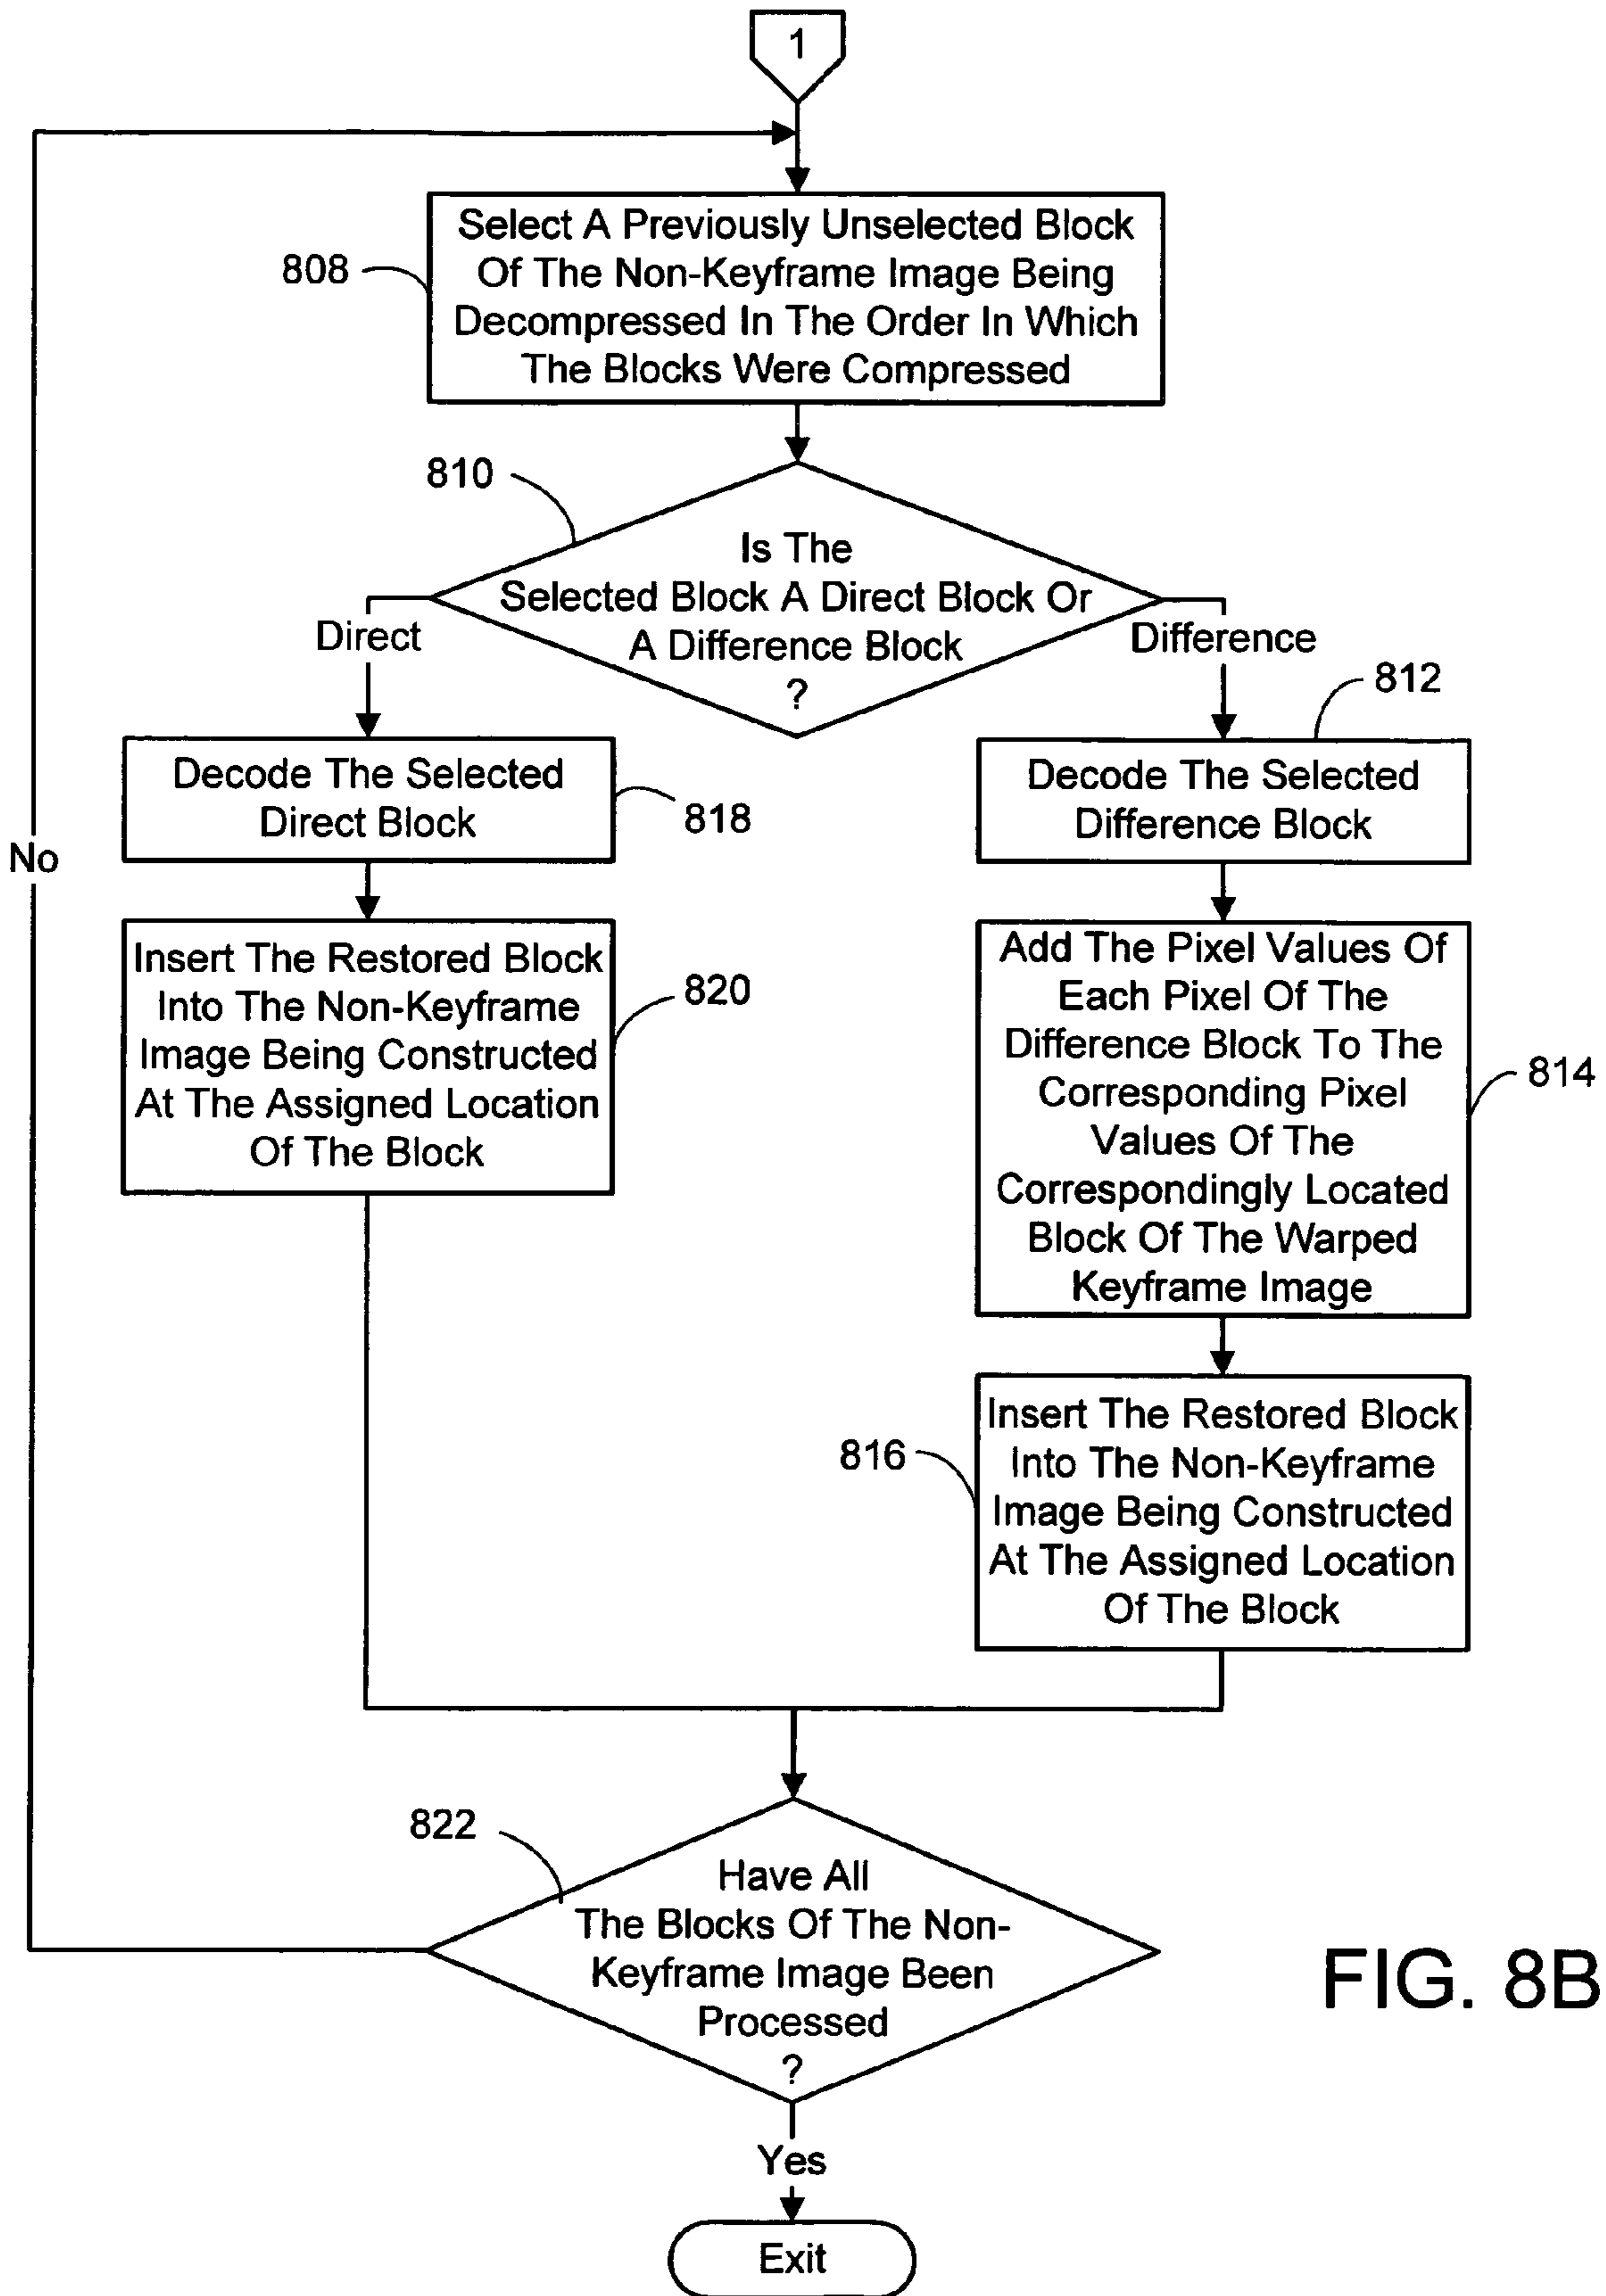 1
Select A Previously Unselected Block
Of The Non-Keyframe Image Being
Decompressed In The Order In Which
The Blocks Were Compressed
808
810
Is The
Selected Block A Direct Block Or
A Difference Block
?
Direct
Difference
812
Decode The Selected
Direct Block
818
Decode The Selected
Difference Block
No
Insert The Restored Block
Into The Non-Keyframe
Image Being Constructed
At The Assigned Location
Of The Block
820
Add The Pixel Values Of
Each Pixel Of The
Difference Block To The
Corresponding Pixel
Values Of The
Correspondingly Located
Block Of The Warped
Keyframe Image
814
816
Insert The Restored Block
Into The Non-Keyframe
Image Being Constructed
At The Assigned Location
Of The Block
822
Have All
The Blocks Of The Non-
Keyframe Image Been
Processed
?
FIG. 8B
Yes
Exit